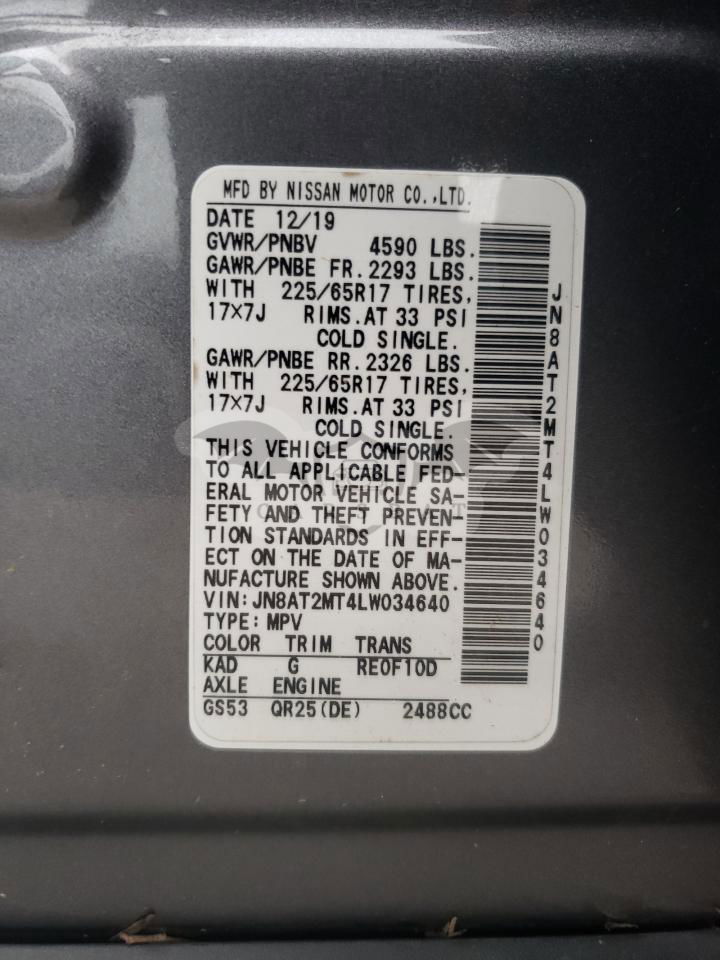 MFD BY NISSAN MOTOR CO.,LTD.
DATE 12/19
GVWR/PNBV 4590 LBS.
GAWR/PNBE FR. 2293 LBS.
WITH 225/65R17 TIRES,
17×7J RIMS.AT 33 PSI
COLD SINGLE.
GAWR/PNBE RR. 2326 LBS.
WITH 225/65R17 TIRES,
17×7J RIMS.AT 33 PSI
COLD SINGLE.
THIS VEHICLE CONFORMS
TO ALL APPLICABLE FED-
ERAL MOTOR VEHICLE SA-
FETY AND THEFT PREVEN-
TION STANDARDS IN EFF-
ECT ON THE DATE OF MA-
NUFACTURE SHOWN ABOVE.
VIN:JN8AT2MT4LW034640
TYPE:MPV
COLOR TRIM TRANS
KAD G RE0F10D
AXLE ENGINE
GS53 QR25(DE) 2488CC
JN8AT2MT4LW034640